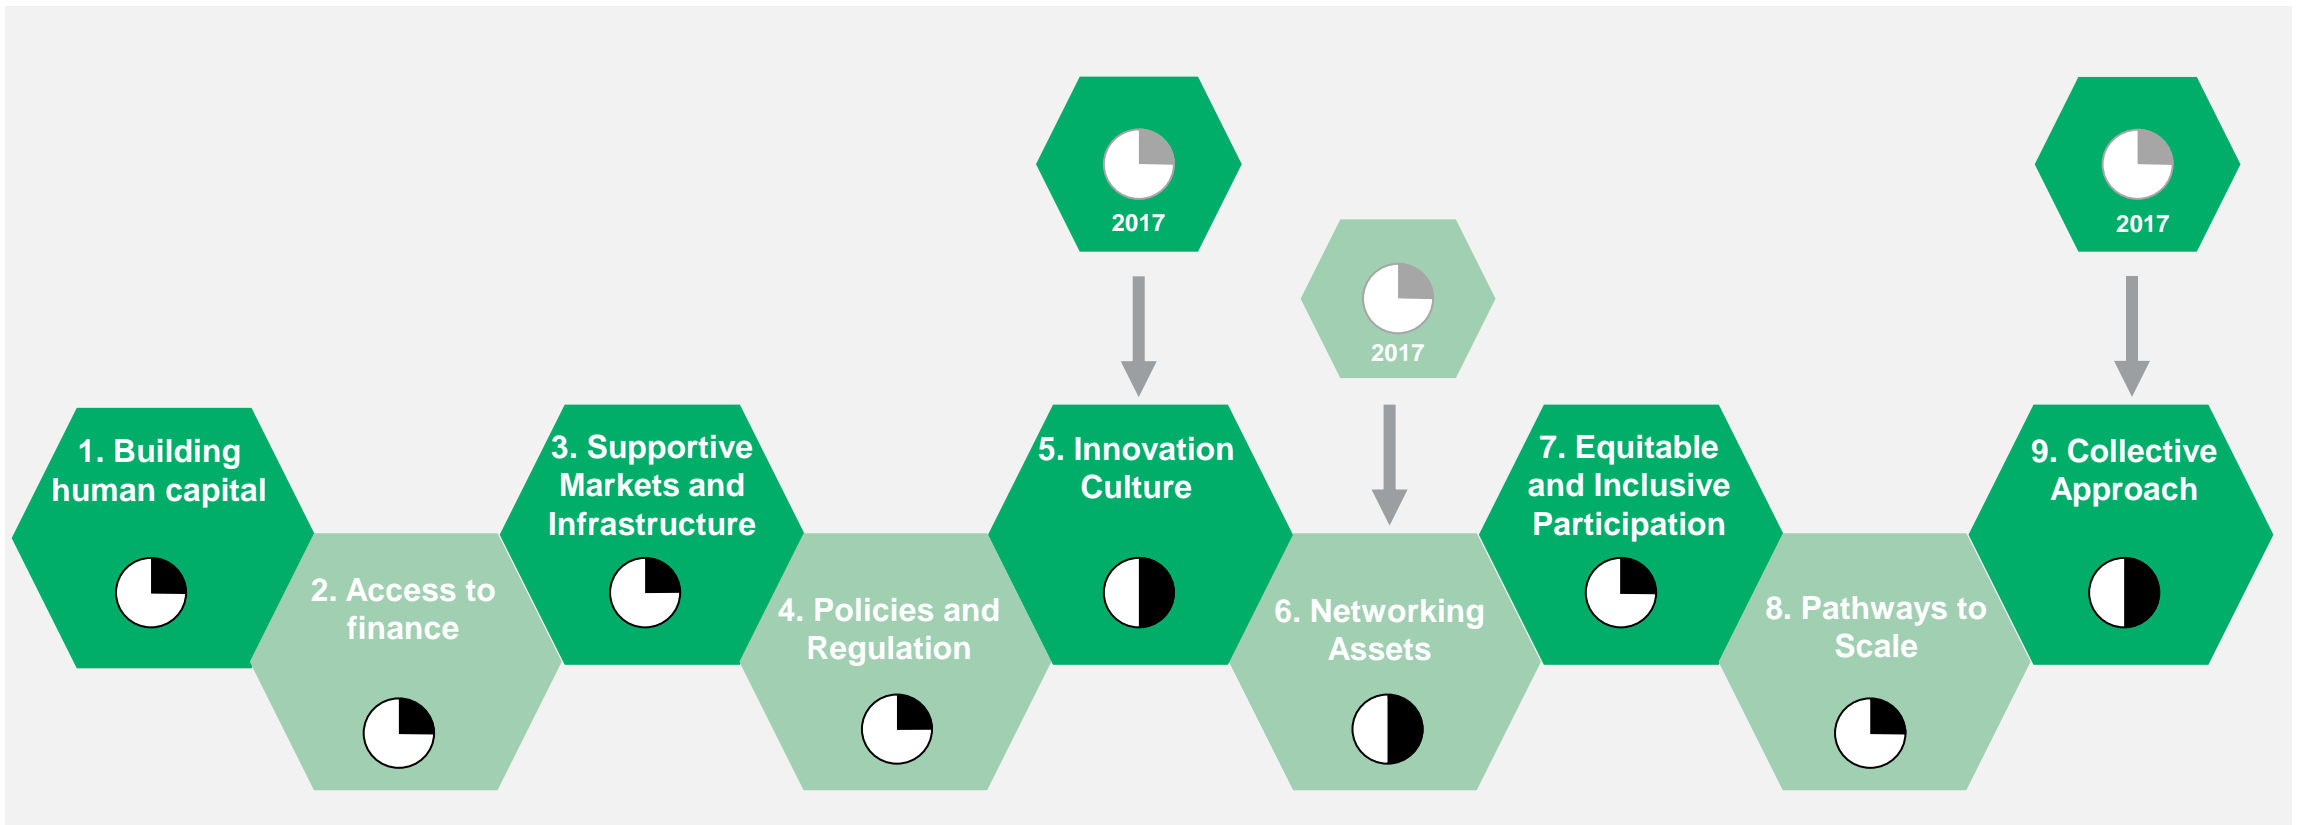 2017
2017
2017
1. Building
human capital
2. Access to
finance
3. Supportive
Markets and
Infrastructure
4. Policies and
Regulation
5. Innovation
Culture
6. Networking
Assets
7. Equitable
and Inclusive
Participation
8. Pathways to
Scale
9. Collective
Approach